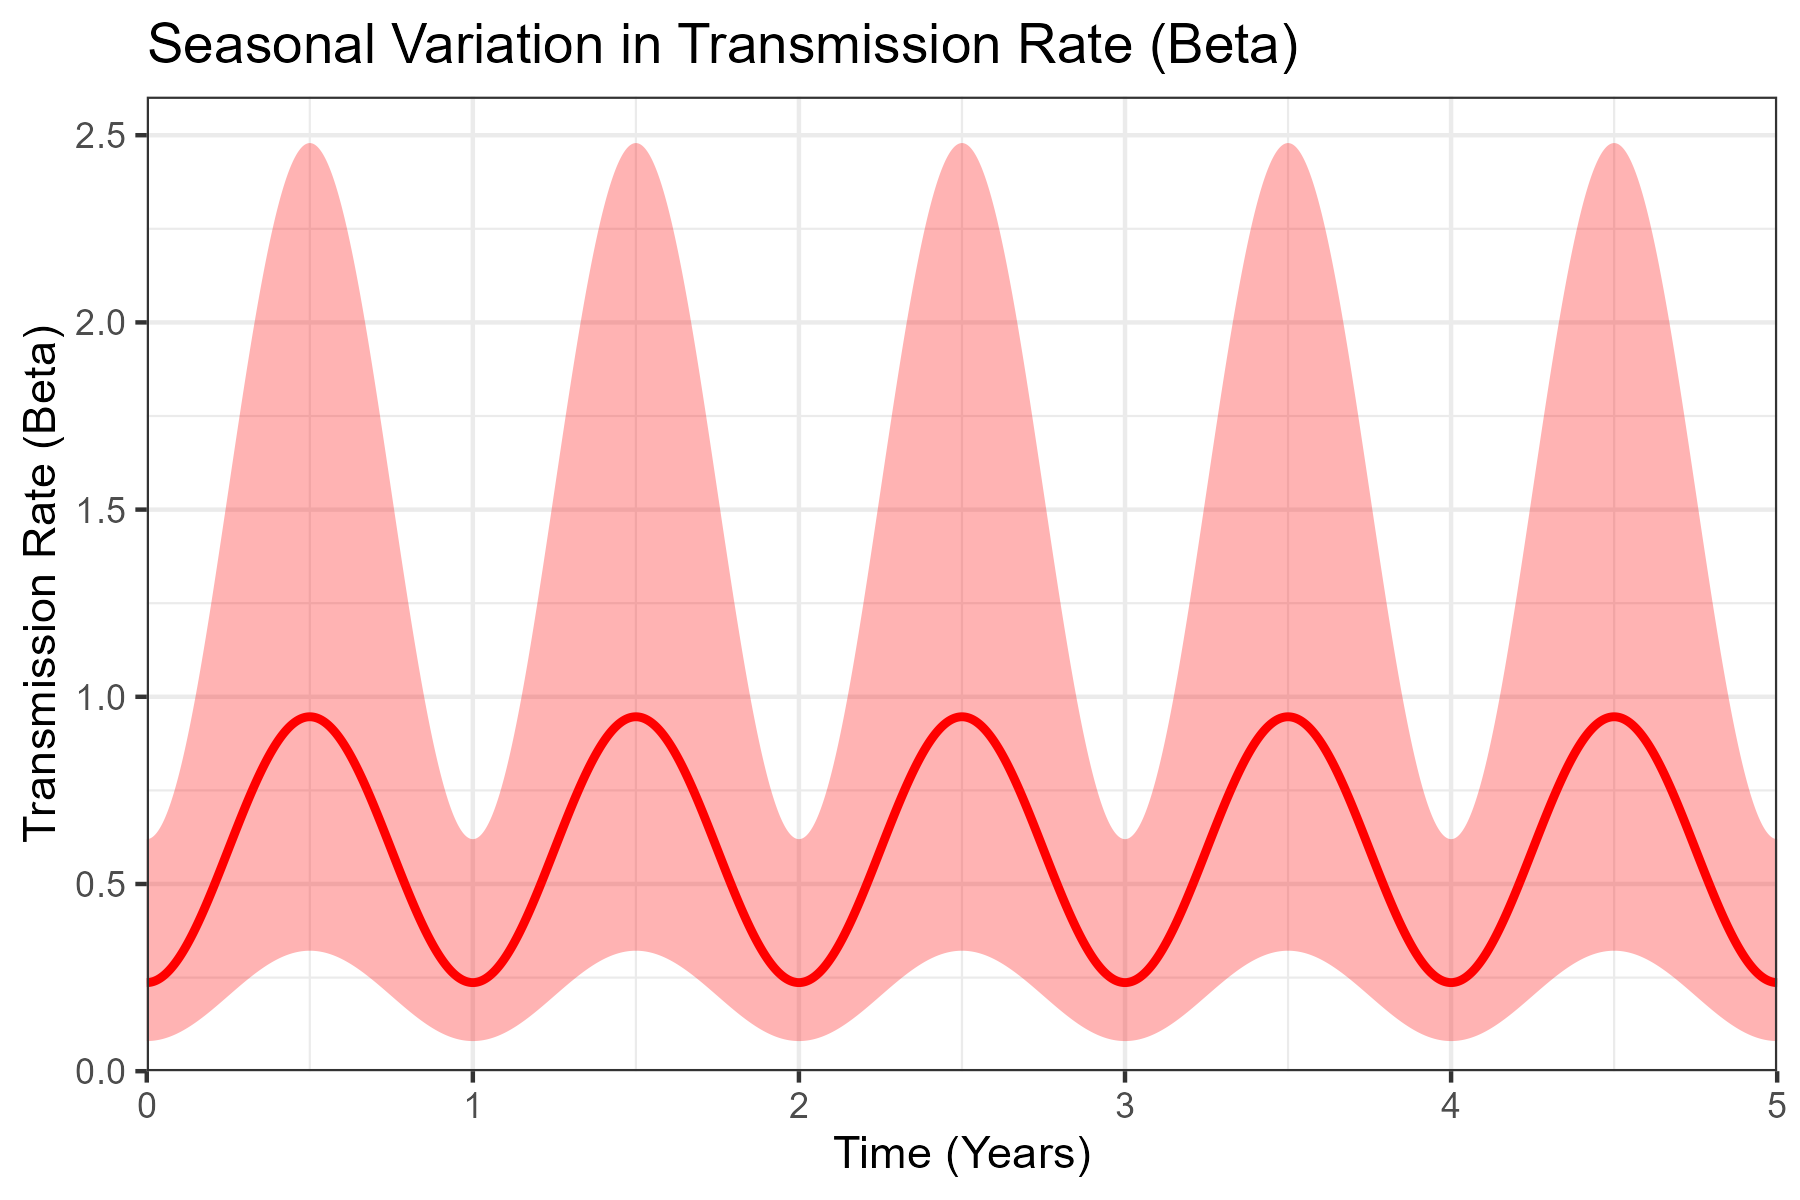 Seasonal Variation in Transmission Rate (Beta)
Transmission Rate (Beta)
2.5
2.0
1.5
1.0
0.5
0.0
0 1 2 3 4 5
Time (Years)